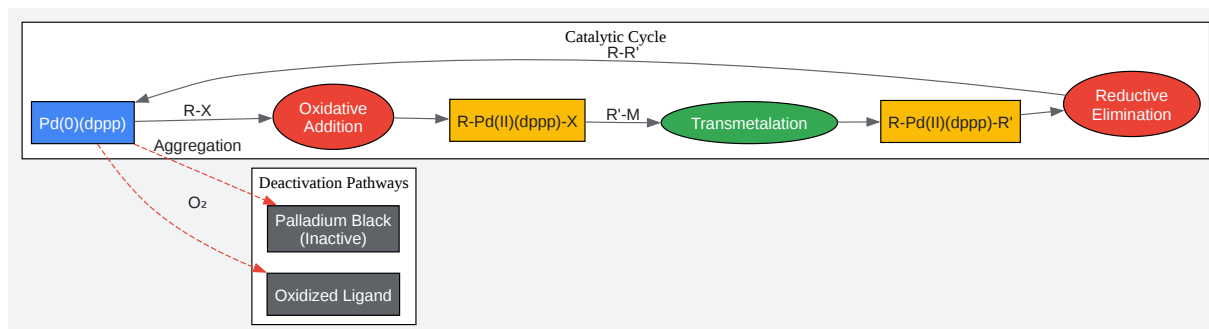 Catalytic Cycle
R-R'
Pd(0)(dppp)
R-X
Oxidative
Addition
R-Pd(II)(dppp)-X
R'-M
Transmetalation
R-Pd(II)(dppp)-R'
Reductive
Elimination
Aggregation
O₂
Deactivation Pathways
Palladium Black
(Inactive)
Oxidized Ligand